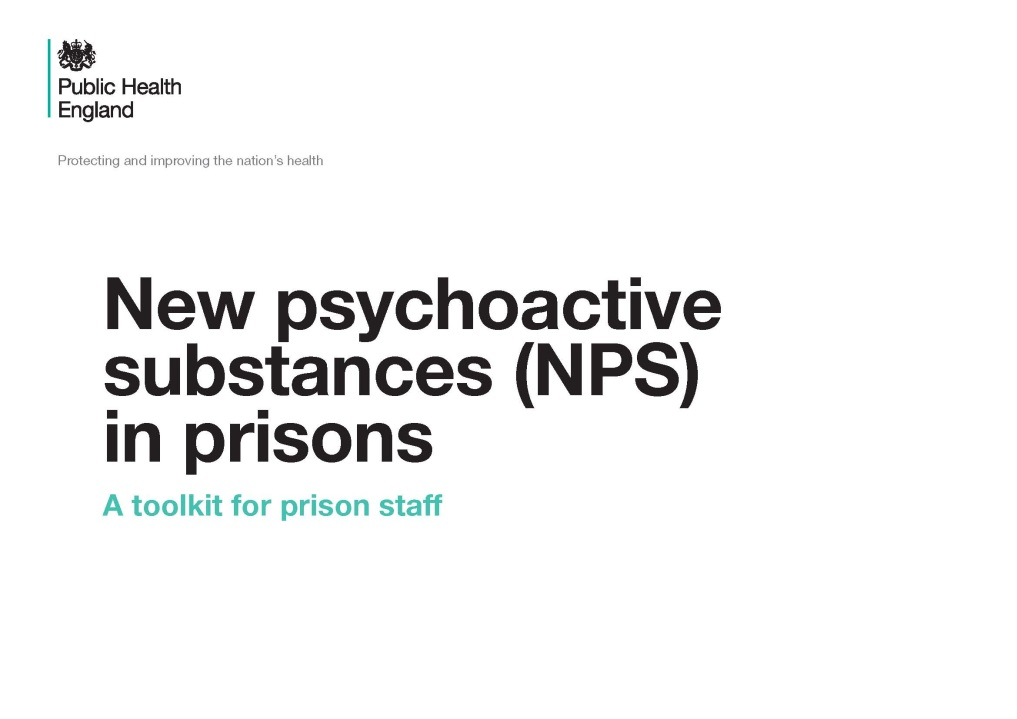 Public Health
England
Protecting and improving the nation's health
New psychoactive
substances (NPS)
in prisons
A toolkit for prison staff